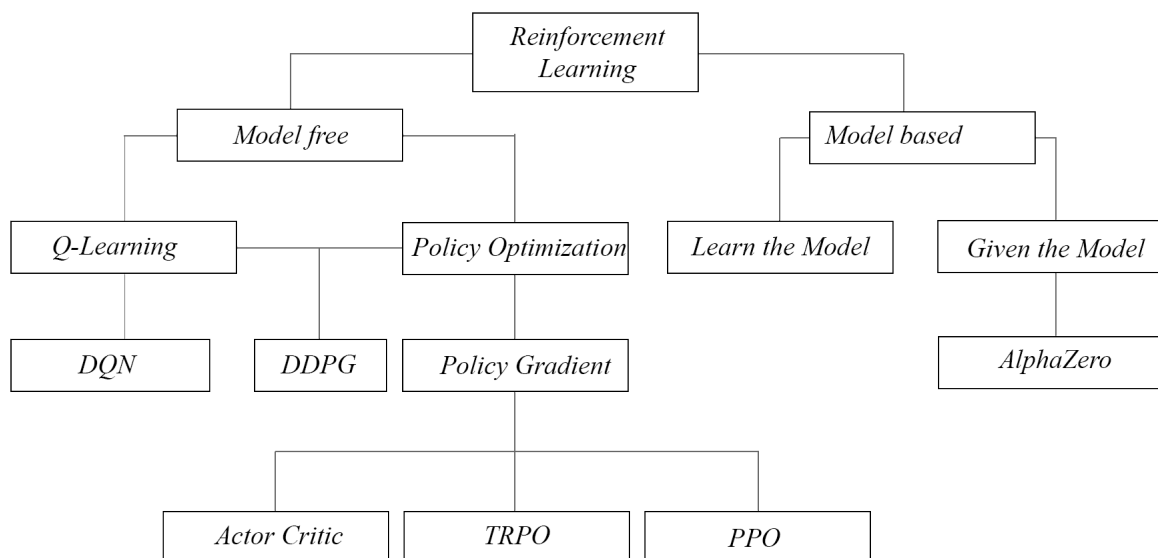 Reinforcement
Learning
Model free
Model based
Q-Learning
Policy Optimization
Learn the Model
Given the Model
DQN
DDPG
Policy Gradient
AlphaZero
Actor Critic
TRPO
PPO